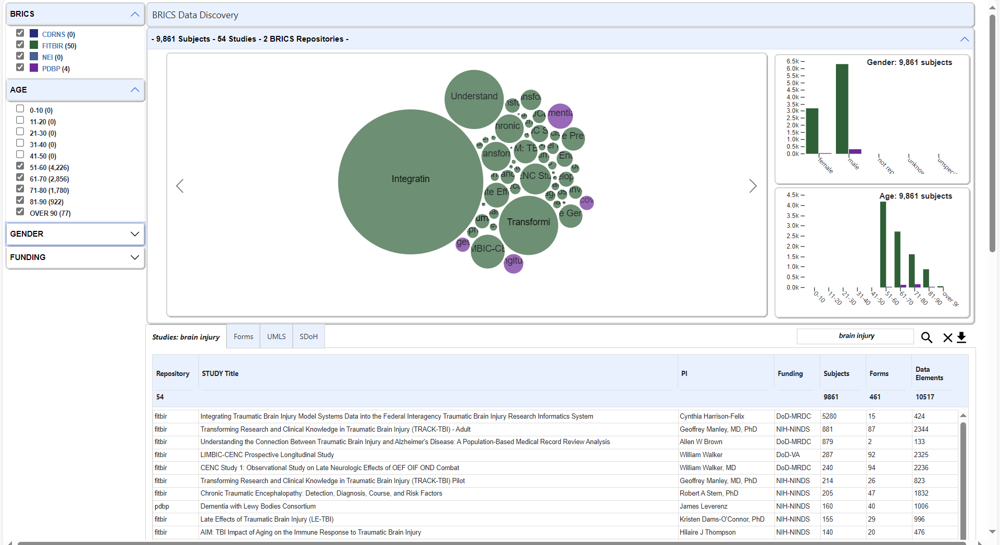 BRICS
CDRNS (0)
FITBIR (50)
NEI (0)
PDBP (4)
AGE
0-10 (0)
11-20 (0)
21-30 (0)
31-40 (0)
41-50 (0)
51-60 (4,226)
61-70 (2,856)
71-80 (1,780)
81-90 (922)
OVER 90 (77)
GENDER
FUNDING
BRICS Data Discovery
- 9,861 Subjects - 54 Studies - 2 BRICS Repositories -
Understand
Integratin
Transformi
hronic
mentia
e Pre
M: TB
ansforn
ENC Stu
ate Eff
e Ger
MBIC-CE
ngitu
Gender: 9,861 subjects
6.5k
6.0k
5.5k
5.0k
4.5k
4.0k
3.5k
3.0k
2.5k
2.0k
1.5k
1.0k
0.5k
0.0k
female
male
not rep
unknov
unspeci
Age: 9,861 subjects
4.5k
4.0k
3.5k
3.0k
2.5k
2.0k
1.5k
1.0k
0.5k
0.0k
0-10
11-20
21-30
31-40
41-50
51-60
61-70
71-80
81-90
over 90
Studies: brain injury
Forms
UMLS
SDoH
brain injury
Repository STUDY Title PI Funding Subjects Forms Data
Elements
54 9861 461 10517
fitbir Integrating Traumatic Brain Injury Model Systems Data into the Federal Interagency Traumatic Brain Injury Research Informatics System Cynthia Harrison-Felix DoD-MRDC 5280 15 424
fitbir Transforming Research and Clinical Knowledge in Traumatic Brain Injury (TRACK-TBI) - Adult Geoffrey Manley, MD, PhD NIH-NINDS 881 87 2344
fitbir Understanding the Connection Between Traumatic Brain Injury and Alzheimer's Disease: A Population-Based Medical Record Review Analysis Allen W Brown DoD-MRDC 879 2 133
fitbir LIMBIC-CENC Prospective Longitudinal Study William Walker DoD-VA 287 92 2325
fitbir CENC Study 1: Observational Study on Late Neurologic Effects of OEF OIF OND Combat William Walker, MD DoD-MRDC 240 94 2236
fitbir Transforming Research and Clinical Knowledge in Traumatic Brain Injury (TRACK-TBI) Pilot Geoffrey Manley, MD, PhD NIH-NINDS 214 26 823
fitbir Chronic Traumatic Encephalopathy: Detection, Diagnosis, Course, and Risk Factors Robert A Stern, PhD NIH-NINDS 205 47 1832
pdbp Dementia with Lewy Bodies Consortium James Leverenz NIH-NINDS 160 40 1006
fitbir Late Effects of Traumatic Brain Injury (LE-TBI) Kristen Dams-O'Connor, PhD NIH-NINDS 155 29 996
fitbir AIM: TBI Impact of Aging on the Immune Response to Traumatic Brain Injury Hilaire J Thompson NIH-NINDS 140 20 476